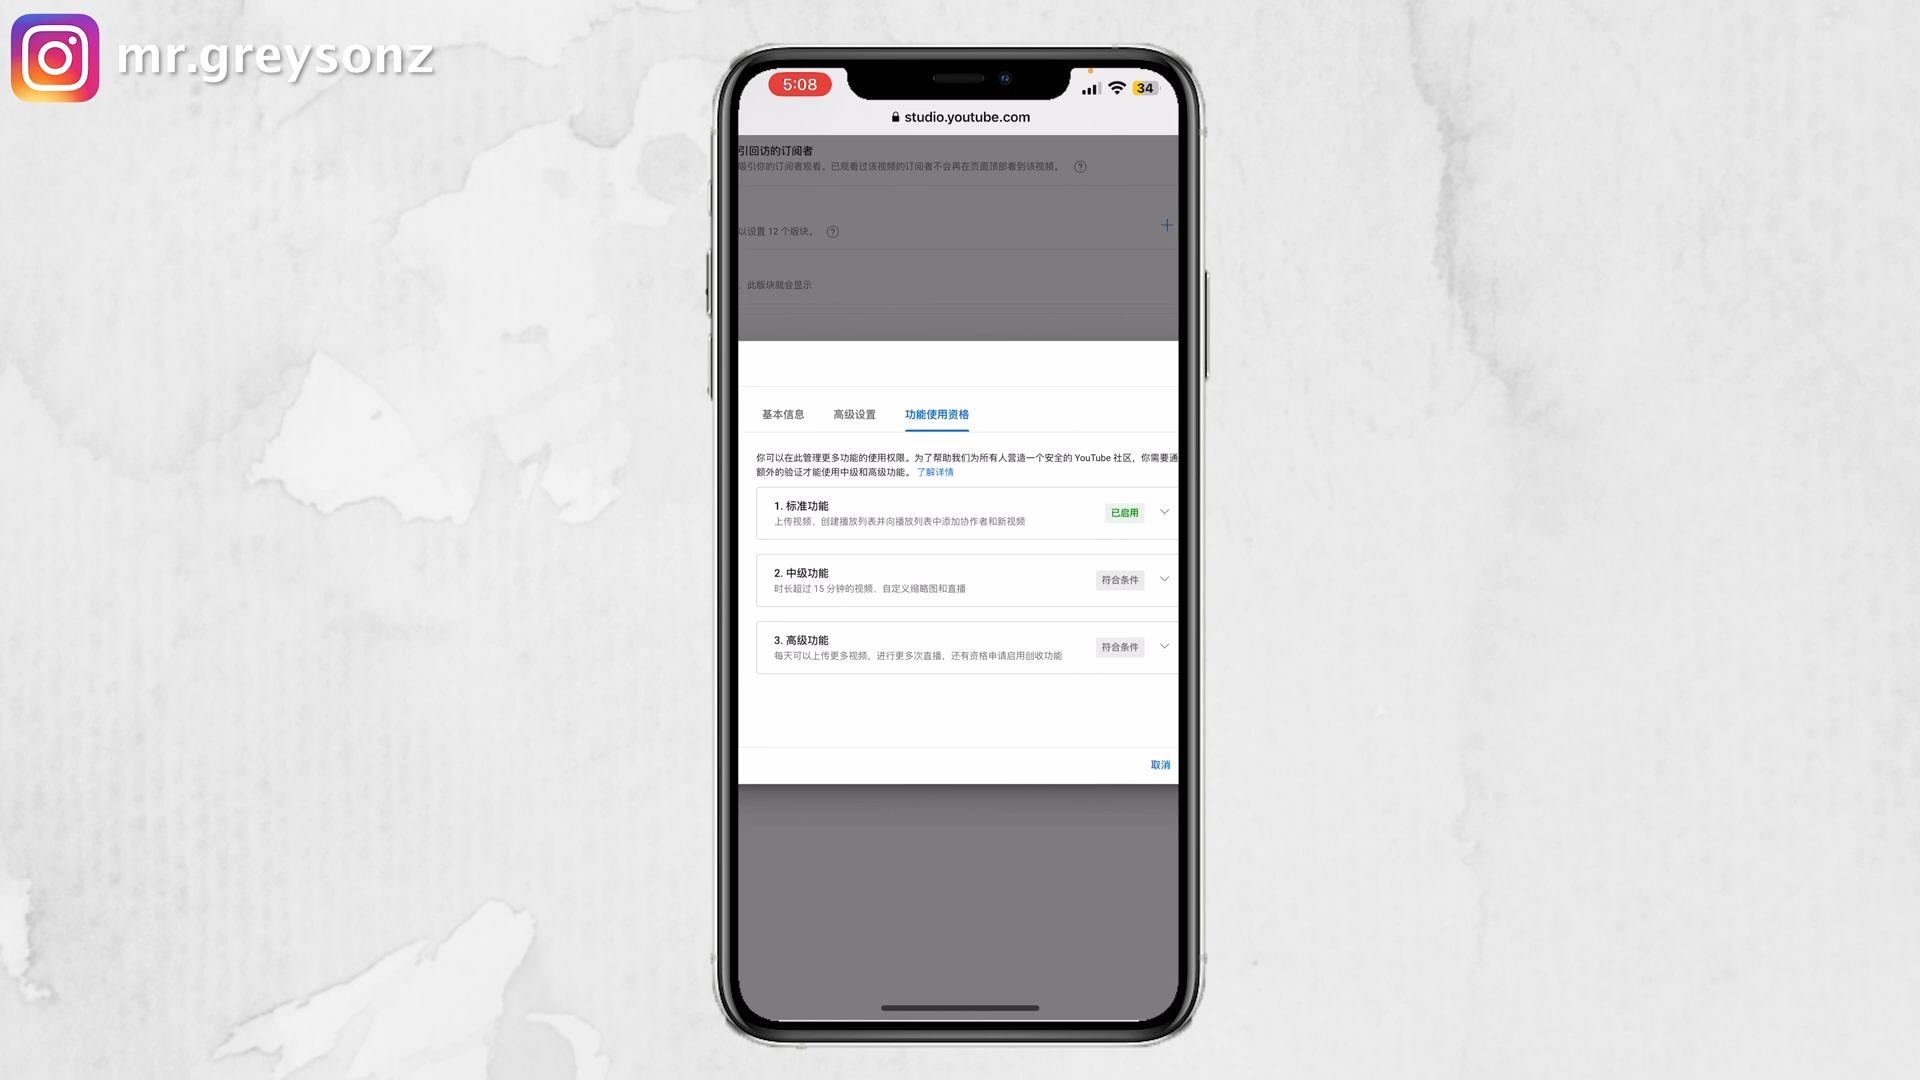 mr.greysonz
5:08
34
studio.youtube.com
引回访的订阅者
吸引你的订阅者观看。已观看过该视频的订阅者不会再在页面顶部看到该视频。 ?
以设置 12 个版块。 ?
，此版块就会显示
基本信息 高级设置 功能使用资格
你可以在此管理更多功能的使用权限。为了帮助我们为所有人营造一个安全的 YouTube 社区，你需要通
额外的验证才能使用中级和高级功能。 了解详情
1. 标准功能
上传视频、创建播放列表并向播放列表中添加协作者和新视频
已启用
2. 中级功能
时长超过 15 分钟的视频、自定义缩略图和直播
符合条件
3. 高级功能
每天可以上传更多视频，进行更多次直播，还有资格申请启用创收功能
符合条件
取消